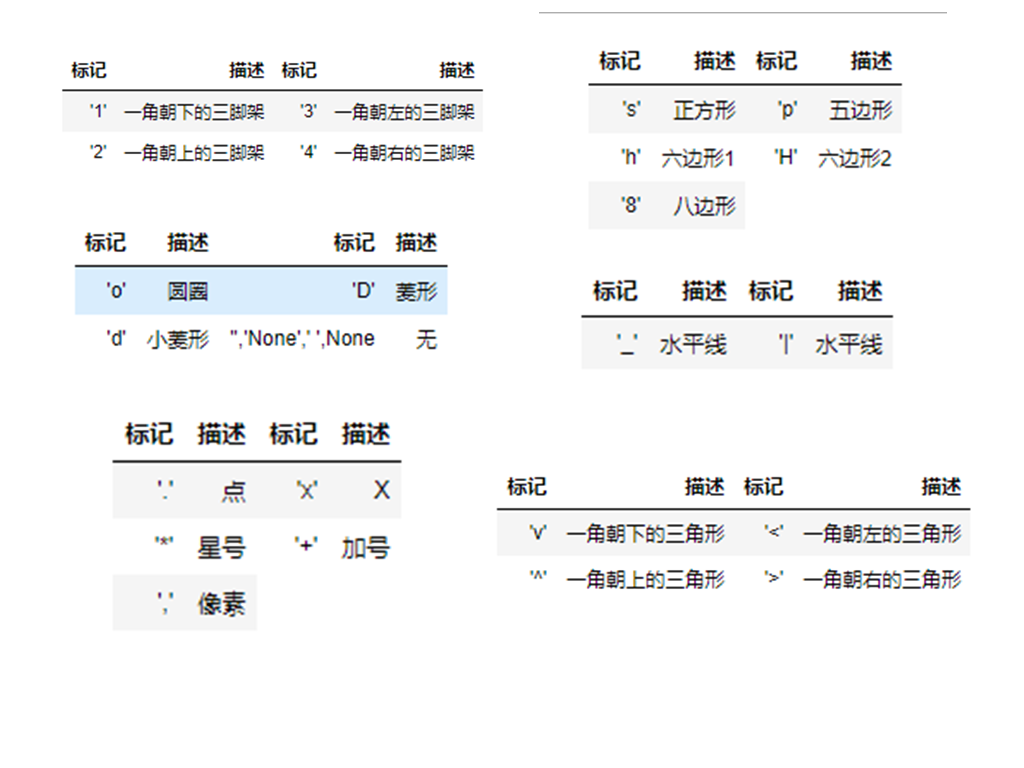 标记 描述 标记 描述
'1' 一角朝下的三脚架 '3' 一角朝左的三脚架
'2' 一角朝上的三脚架 '4' 一角朝右的三脚架
标记 描述 标记 描述
's' 正方形 'p' 五边形
'h' 六边形1 'H' 六边形2
'8' 八边形
标记 描述 标记 描述
'o' 圆圈 'D' 菱形
'd' 小菱形 '','None',' ',None 无
标记 描述 标记 描述
'_' 水平线 '|' 水平线
标记 描述 标记 描述
'.' 点 'x' X
'*' 星号 '+' 加号
',' 像素
标记 描述 标记 描述
'v' 一角朝下的三角形 '<' 一角朝左的三角形
'^' 一角朝上的三角形 '>' 一角朝右的三角形